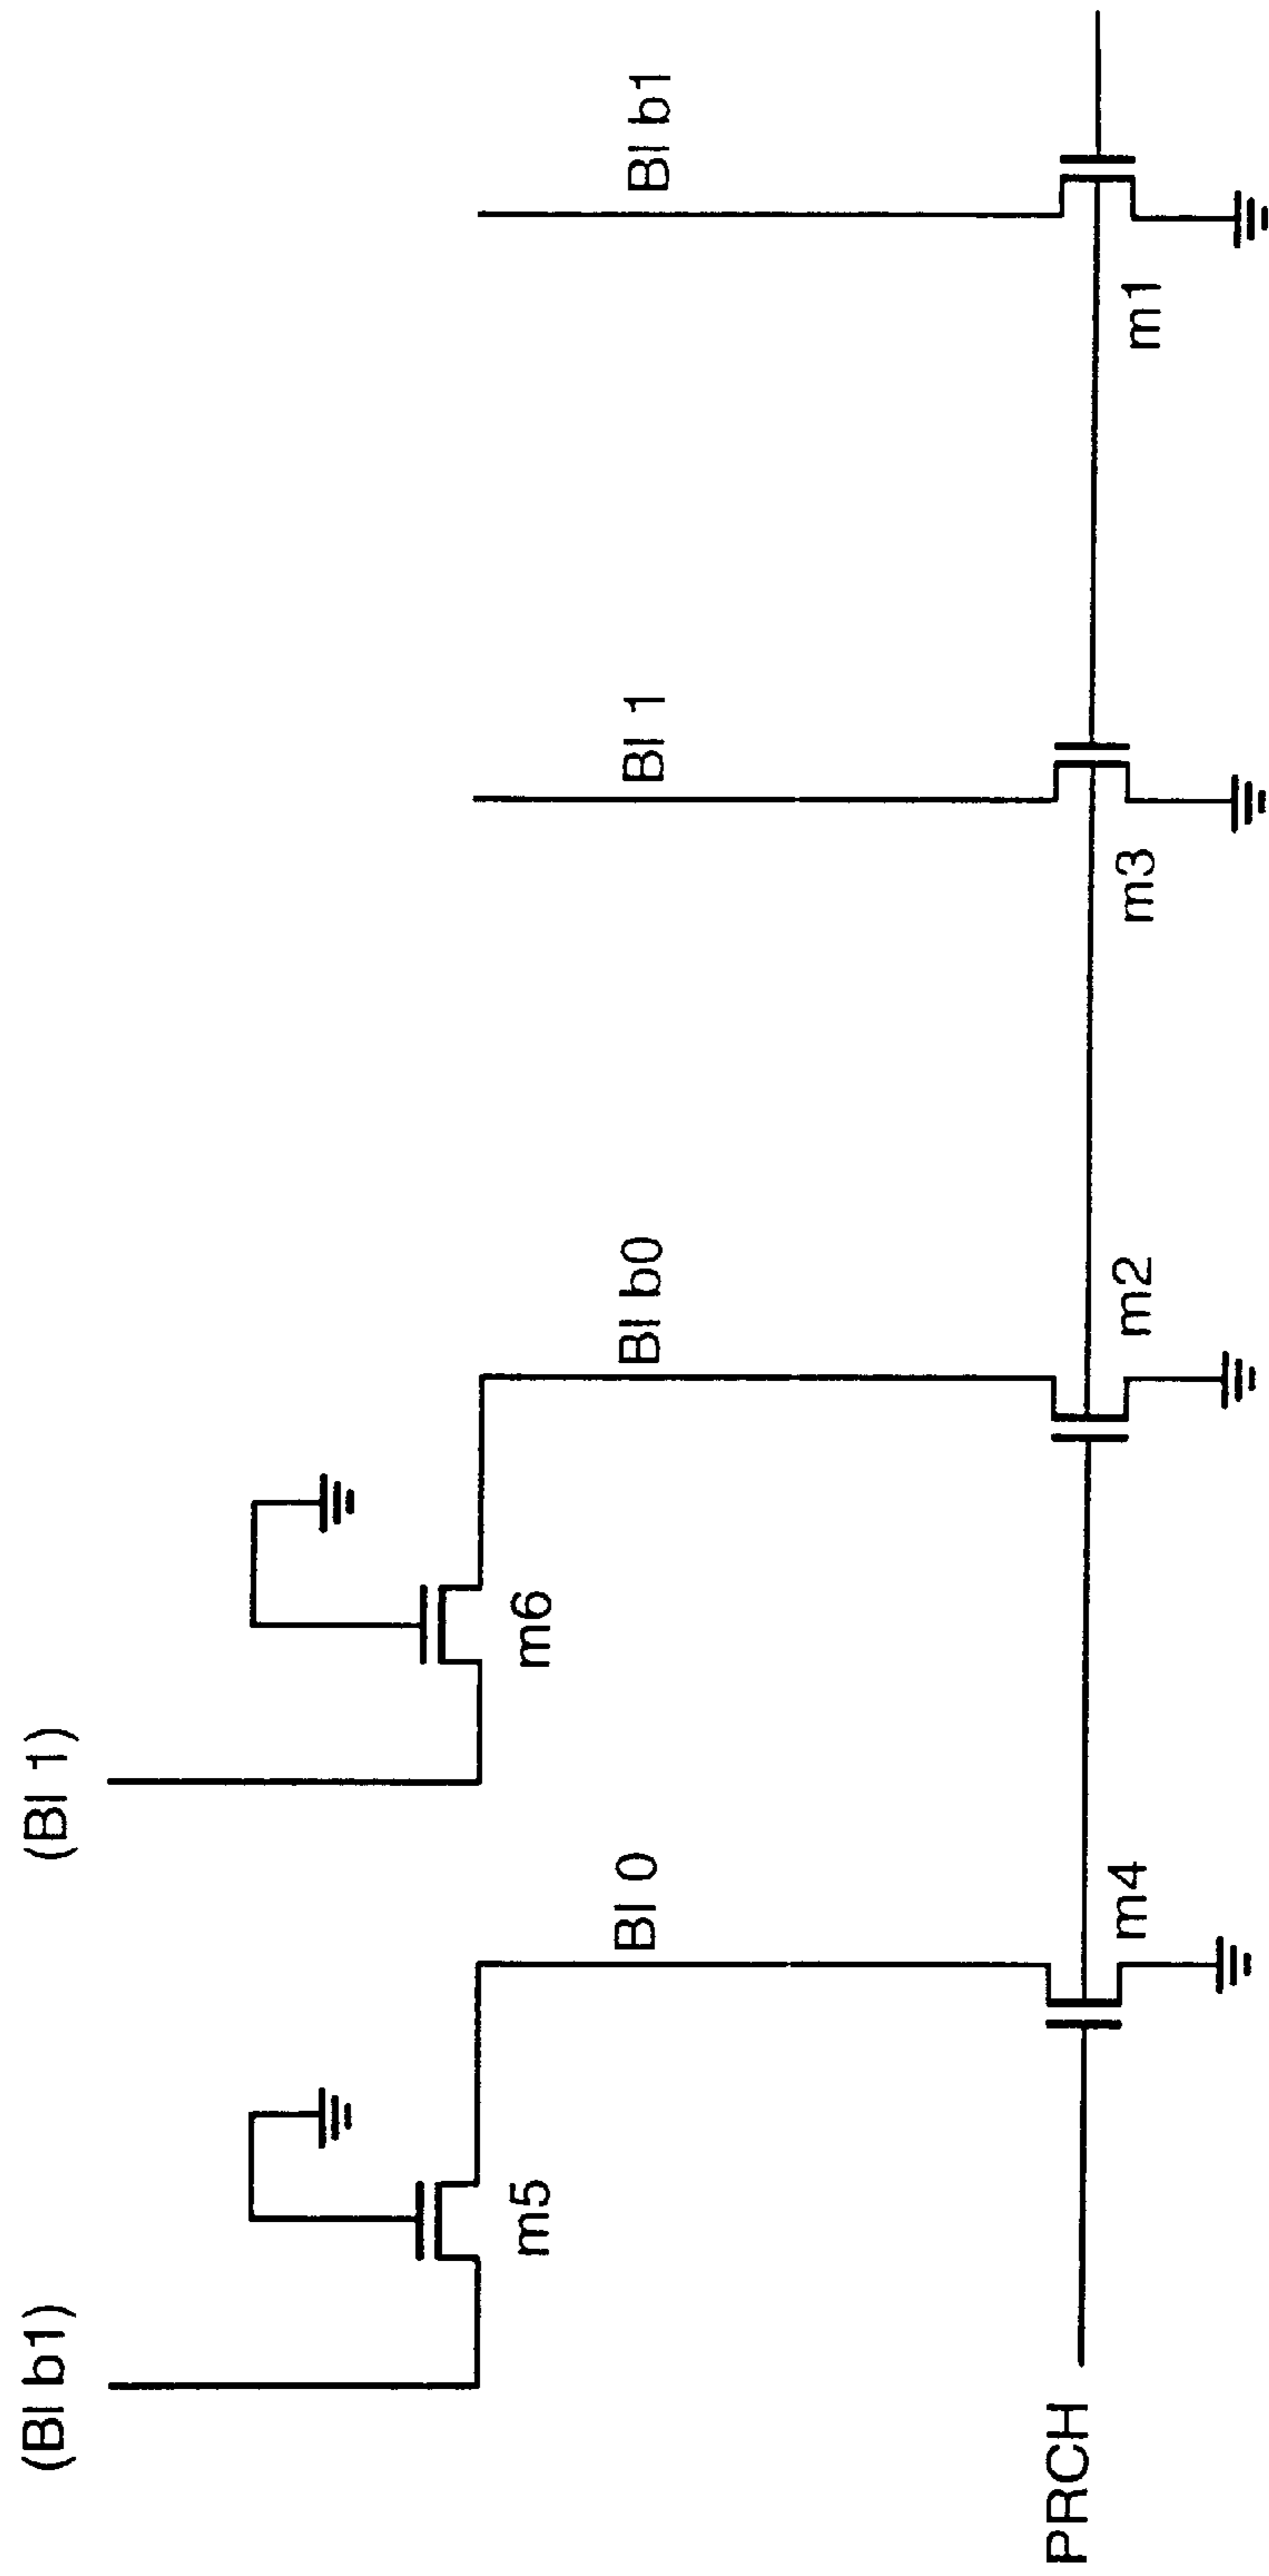 (Bl b1)
(Bl 1)
m5
m6
Bl 0
Bl b0
Bl 1
Bl b1
PRCH
m4
m2
m3
m1